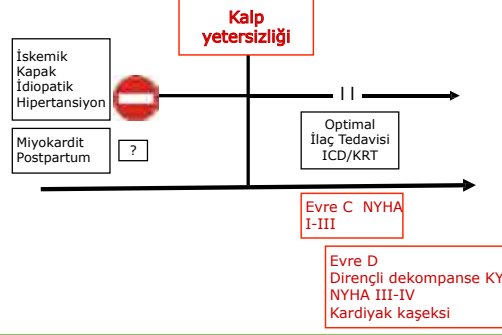 Kalp
yetersizliği
İskemik
Kapak
İdiopatik
Hipertansiyon
Miyokardit
Postpartum
?
Optimal
İlaç Tedavisi
ICD/KRT
Evre C NYHA
I-III
Evre D
Dirençli dekompanse KY
NYHA III-IV
Kardiyak kaşeksi